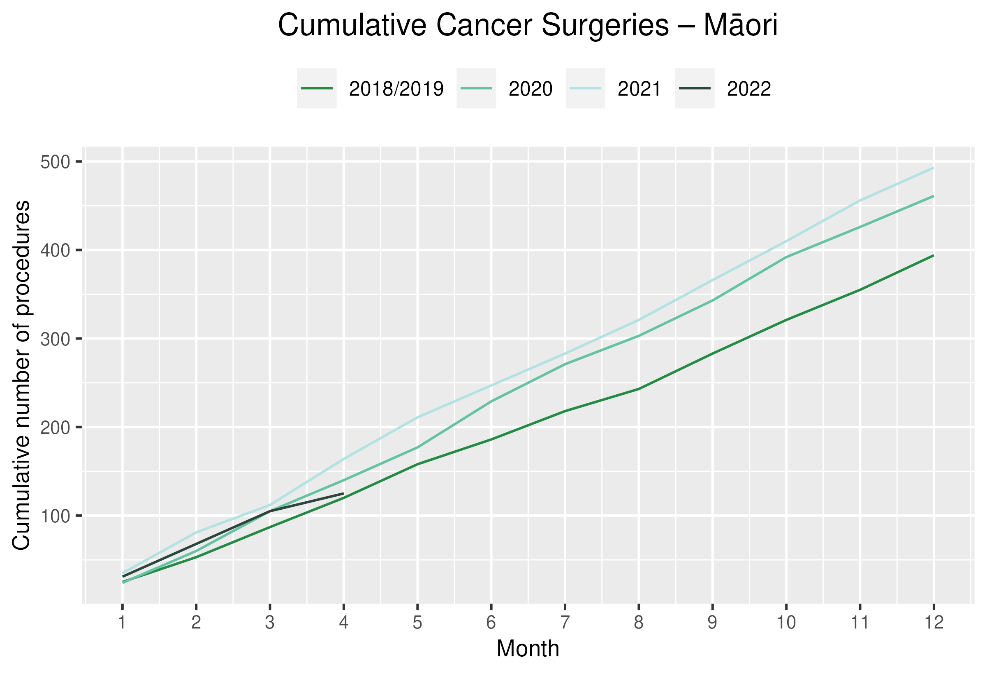 Cumulative Cancer Surgeries – Māori
2018/2019 2020 2021 2022
Cumulative number of procedures
500
400
300
200
100
1 2 3 4 5 6 7 8 9 10 11 12
Month